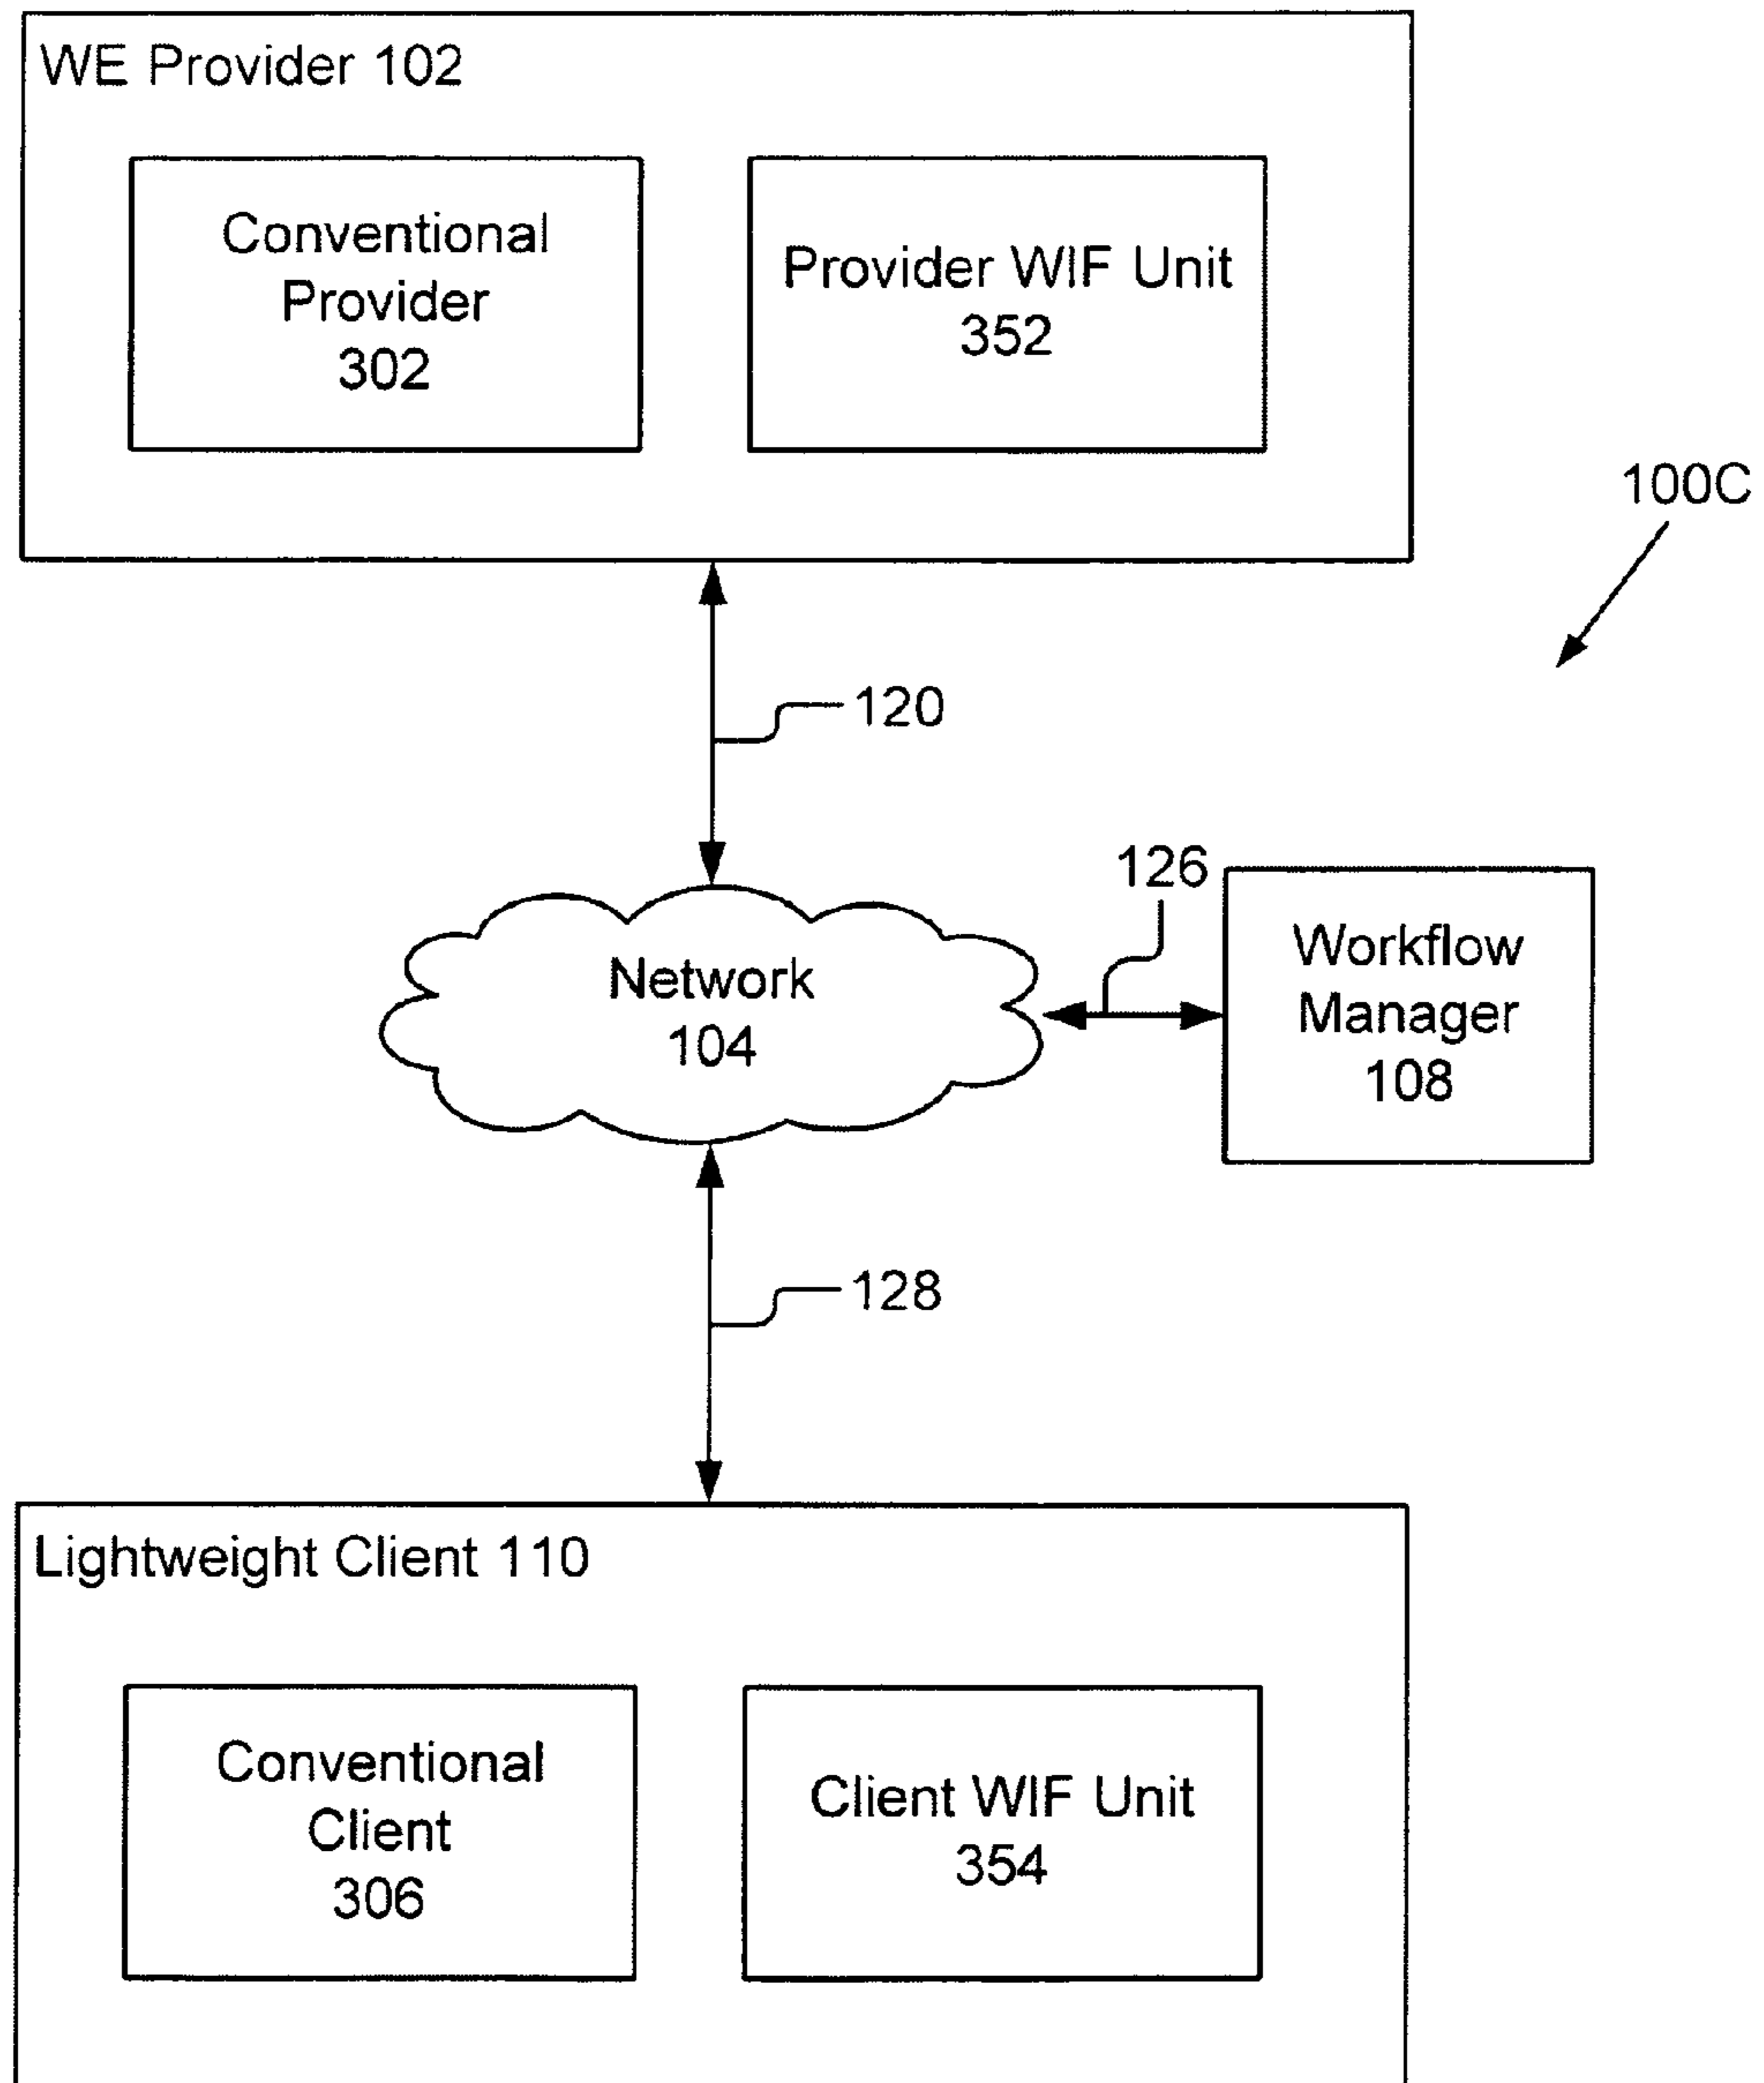 WE Provider 102
Conventional
Provider
302
Provider WIF Unit
352
100C
120
126
Network
104
Workflow
Manager
108
128
Lightweight Client 110
Conventional
Client
306
Client WIF Unit
354